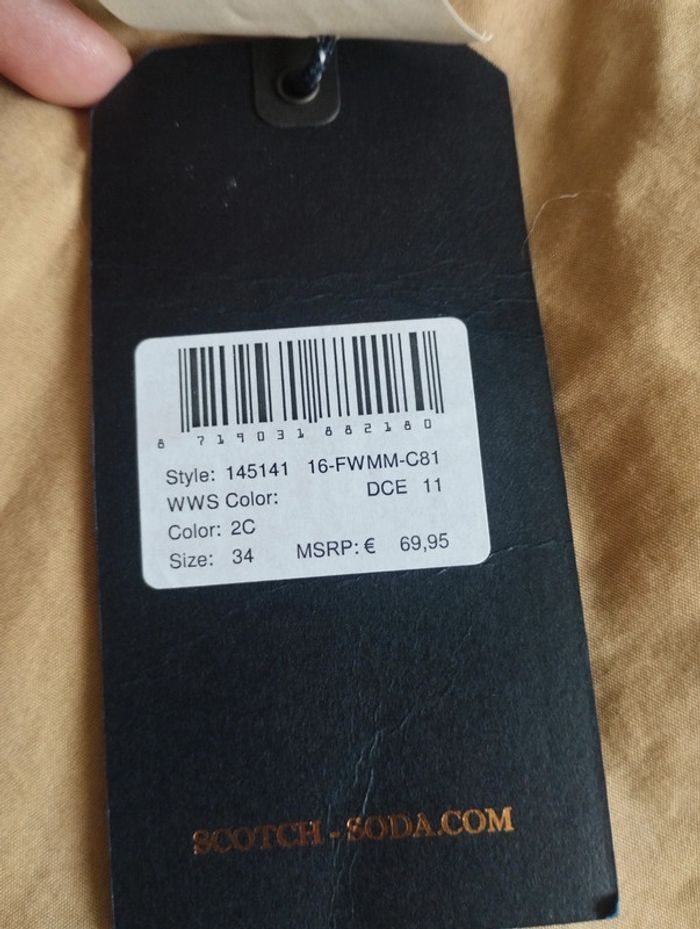 8 719031 882180
Style: 145141 16-FWMM-C81
WWS Color: DCE 11
Color: 2C
Size: 34 MSRP: € 69,95
SCOTCH-SODA.COM